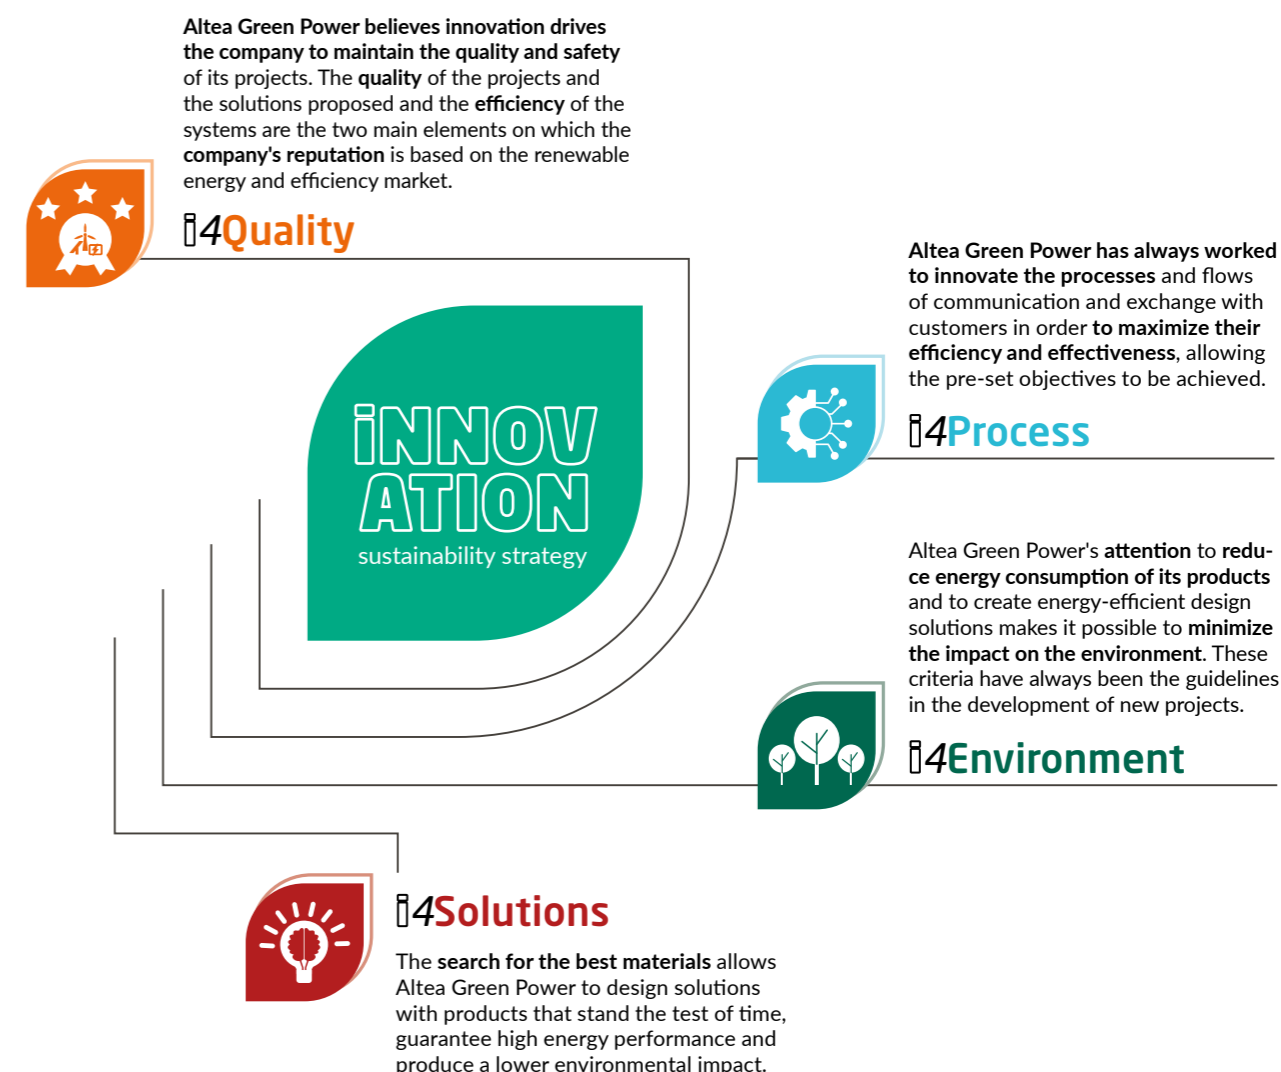 Altea Green Power believes innovation drives
the company to maintain the quality and safety
of its projects. The quality of the projects and
the solutions proposed and the efficiency of the
systems are the two main elements on which the
company's reputation is based on the renewable
energy and efficiency market.
i4Quality
Altea Green Power has always worked
to innovate the processes and flows
of communication and exchange with
customers in order to maximize their
efficiency and effectiveness, allowing
the pre-set objectives to be achieved.
i4Process
iNNOV
ATION
sustainability strategy
Altea Green Power's attention to redu-
ce energy consumption of its products
and to create energy-efficient design
solutions makes it possible to minimize
the impact on the environment. These
criteria have always been the guidelines
in the development of new projects.
i4Environment
i4Solutions
The search for the best materials allows
Altea Green Power to design solutions
with products that stand the test of time,
guarantee high energy performance and
produce a lower environmental impact.